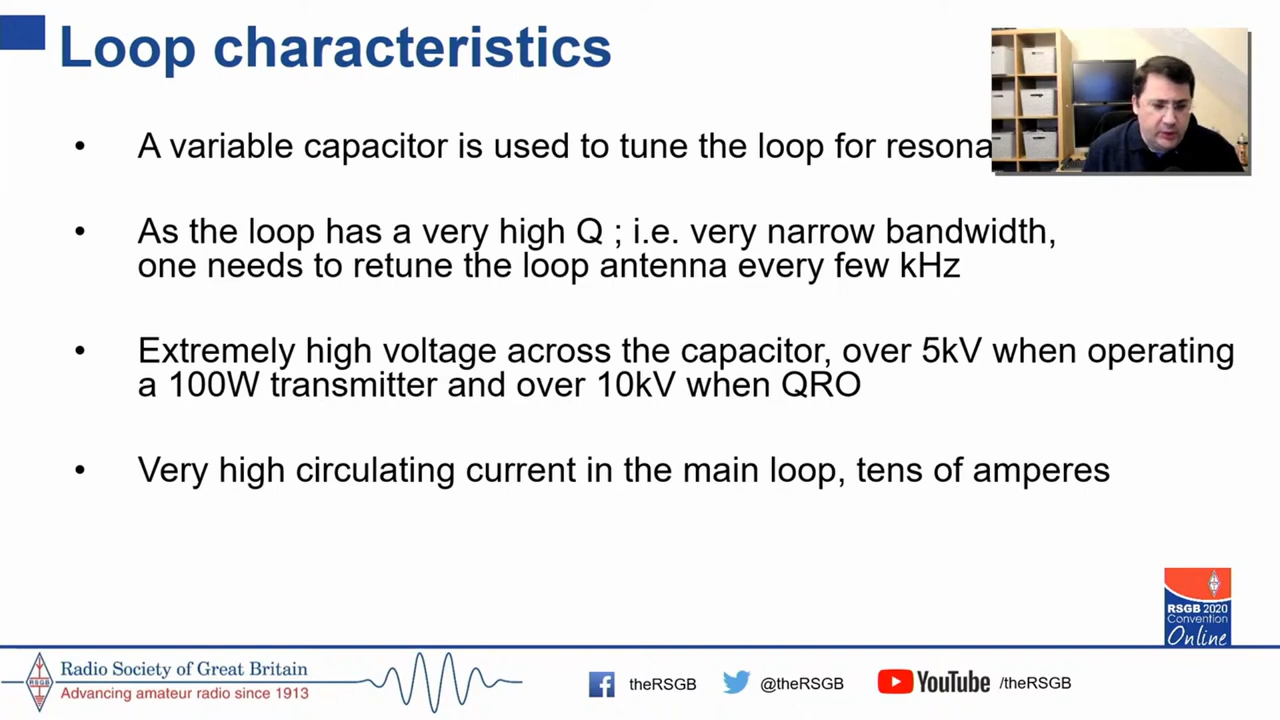 Loop characteristics
• A variable capacitor is used to tune the loop for resona
• As the loop has a very high Q ; i.e. very narrow bandwidth,
one needs to retune the loop antenna every few kHz
• Extremely high voltage across the capacitor, over 5kV when operating
a 100W transmitter and over 10kV when QRO
• Very high circulating current in the main loop, tens of amperes
RSGB 2020
Convention
Online
RSGB
Radio Society of Great Britain
Advancing amateur radio since 1913
theRSGB
@theRSGB
YouTube /theRSGB